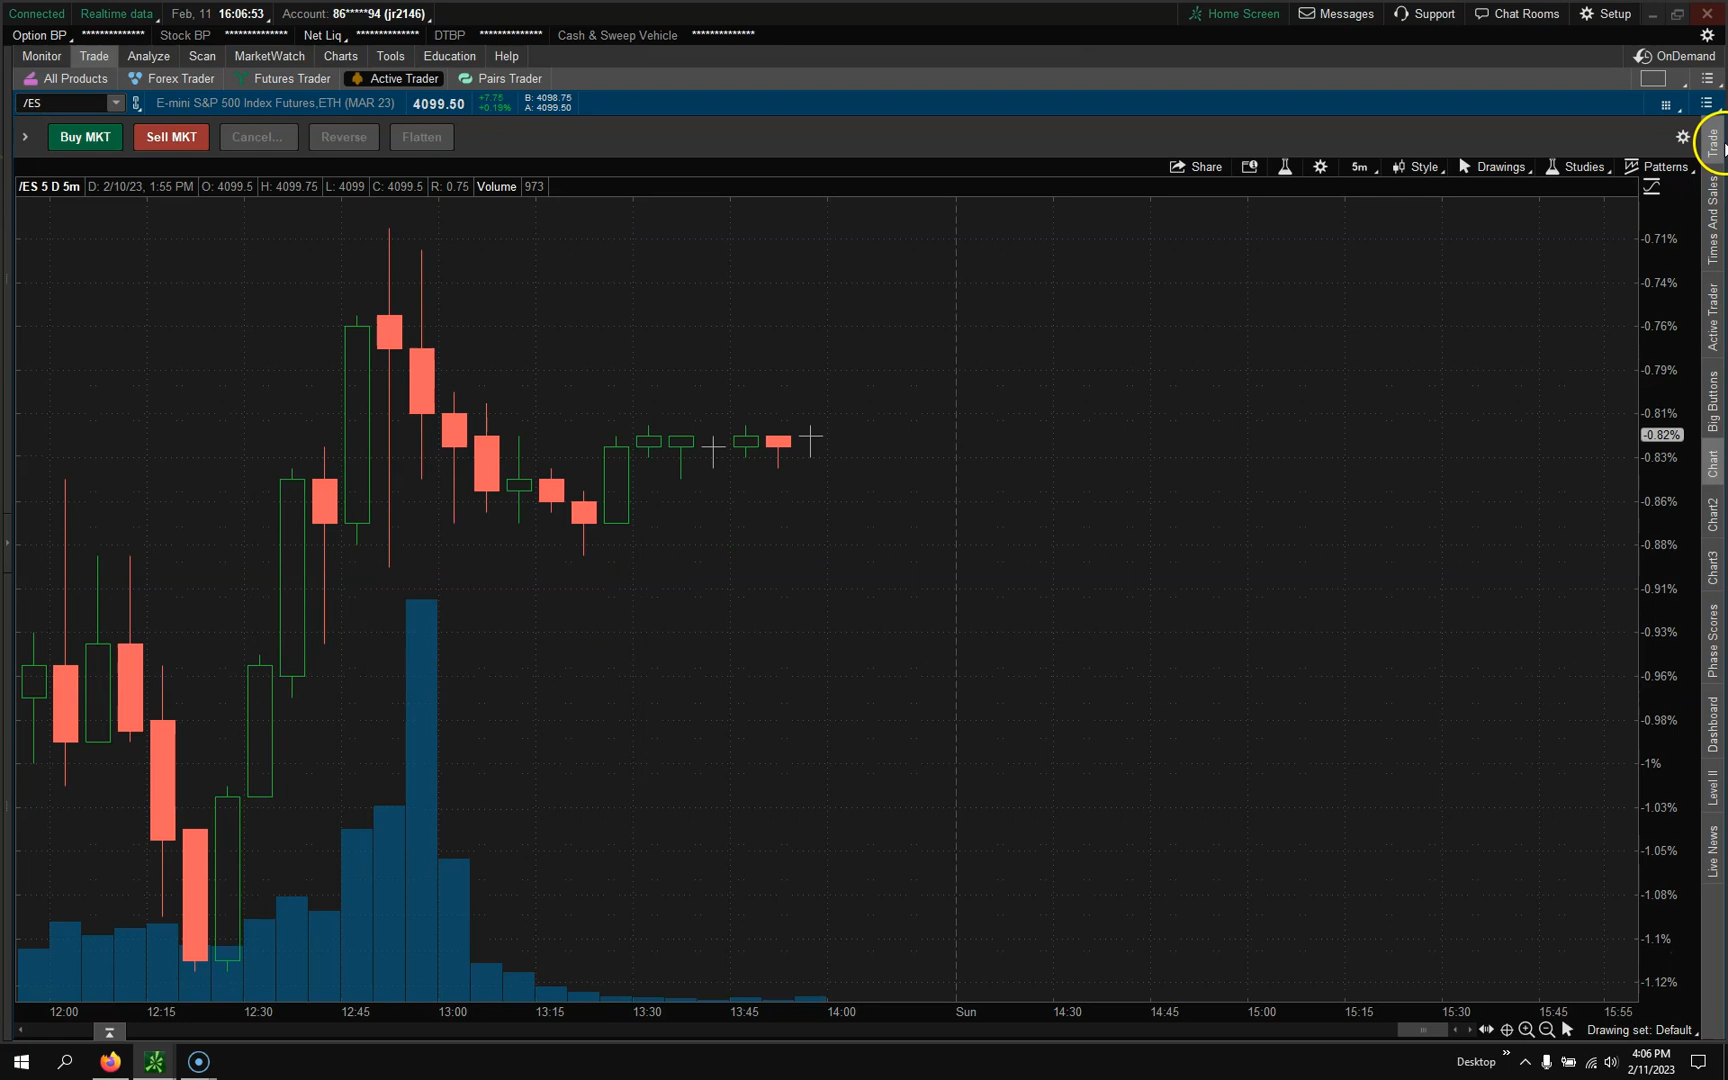 Connected Realtime data Feb, 11 16:06:53 Account: 86*****94 (jr2146) Home Screen Messages Support Chat Rooms Setup
Option BP ************** Stock BP ************** Net Liq ************** DTBP ************** Cash & Sweep Vehicle **************
Monitor Trade Analyze Scan MarketWatch Charts Tools Education Help OnDemand
All Products Forex Trader Futures Trader Active Trader Pairs Trader
/ES E-mini S&P 500 Index Futures,ETH (MAR 23) 4099.50 +7.75 B: 4098.75
+0.19% A: 4099.50
Buy MKT Sell MKT Cancel... Reverse Flatten
Share 5m Style Drawings Studies Patterns
/ES 5 D 5m D: 2/10/23, 1:55 PM O: 4099.5 H: 4099.75 L: 4099 C: 4099.5 R: 0.75 Volume 973
-0.71%
-0.74%
-0.76%
-0.79%
-0.81%
-0.82%
-0.83%
-0.86%
-0.88%
-0.91%
-0.93%
-0.96%
-0.98%
-1%
-1.03%
-1.05%
-1.08%
-1.1%
-1.12%
Trade
Times And Sales
Active Trader
Big Buttons
Chart
Chart2
Chart3
Phase Scores
Dashboard
Level II
Live News
12:00 12:15 12:30 12:45 13:00 13:15 13:30 13:45 14:00 Sun 14:30 14:45 15:00 15:15 15:30 15:45 15:55
Drawing set: Default
Desktop 4:06 PM
2/11/2023